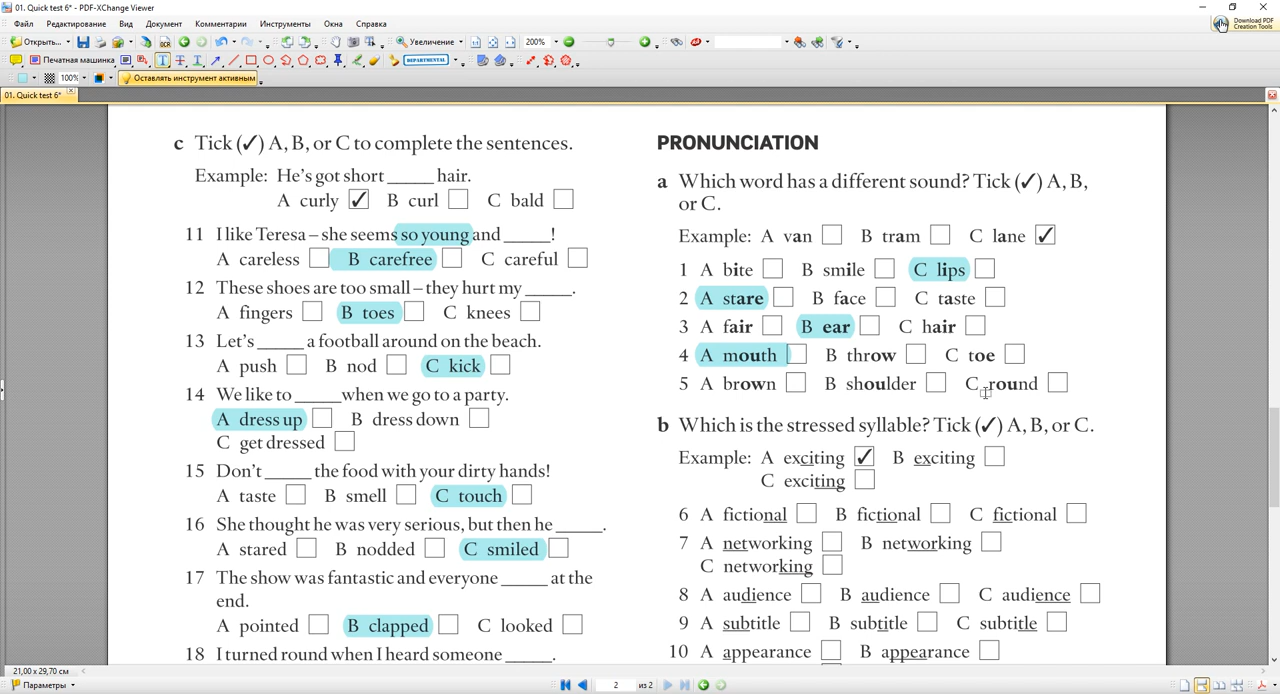 01. Quick test 6* - PDF-XChange Viewer
Файл Редактирование Вид Документ Комментарии Инструменты Окна Справка
Download PDF
Creation Tools
Открыть... OCR Увеличение 200%
Печатная машинка DEPARTMENTAL
100% Оставлять инструмент активным
01. Quick test 6*
c Tick (✓) A, B, or C to complete the sentences.
Example: He's got short _____ hair.
A curly ✓ B curl C bald
11 I like Teresa – she seems so young and _____!
A careless B carefree C careful
12 These shoes are too small – they hurt my _____.
A fingers B toes C knees
13 Let's _____ a football around on the beach.
A push B nod C kick
14 We like to _____ when we go to a party.
A dress up B dress down
C get dressed
15 Don't _____ the food with your dirty hands!
A taste B smell C touch
16 She thought he was very serious, but then he _____.
A stared B nodded C smiled
17 The show was fantastic and everyone _____ at the
end.
A pointed B clapped C looked
18 I turned round when I heard someone _____.
PRONUNCIATION
a Which word has a different sound? Tick (✓) A, B,
or C.
Example: A van B tram C lane ✓
1 A bite B smile C lips
2 A stare B face C taste
3 A fair B ear C hair
4 A mouth B throw C toe
5 A brown B shoulder C round
b Which is the stressed syllable? Tick (✓) A, B, or C.
Example: A exciting ✓ B exciting
C exciting
6 A fictional B fictional C fictional
7 A networking B networking
C networking
8 A audience B audience C audience
9 A subtitle B subtitle C subtitle
10 A appearance B appearance
21,00 x 29,70 см
Параметры 2 из 2